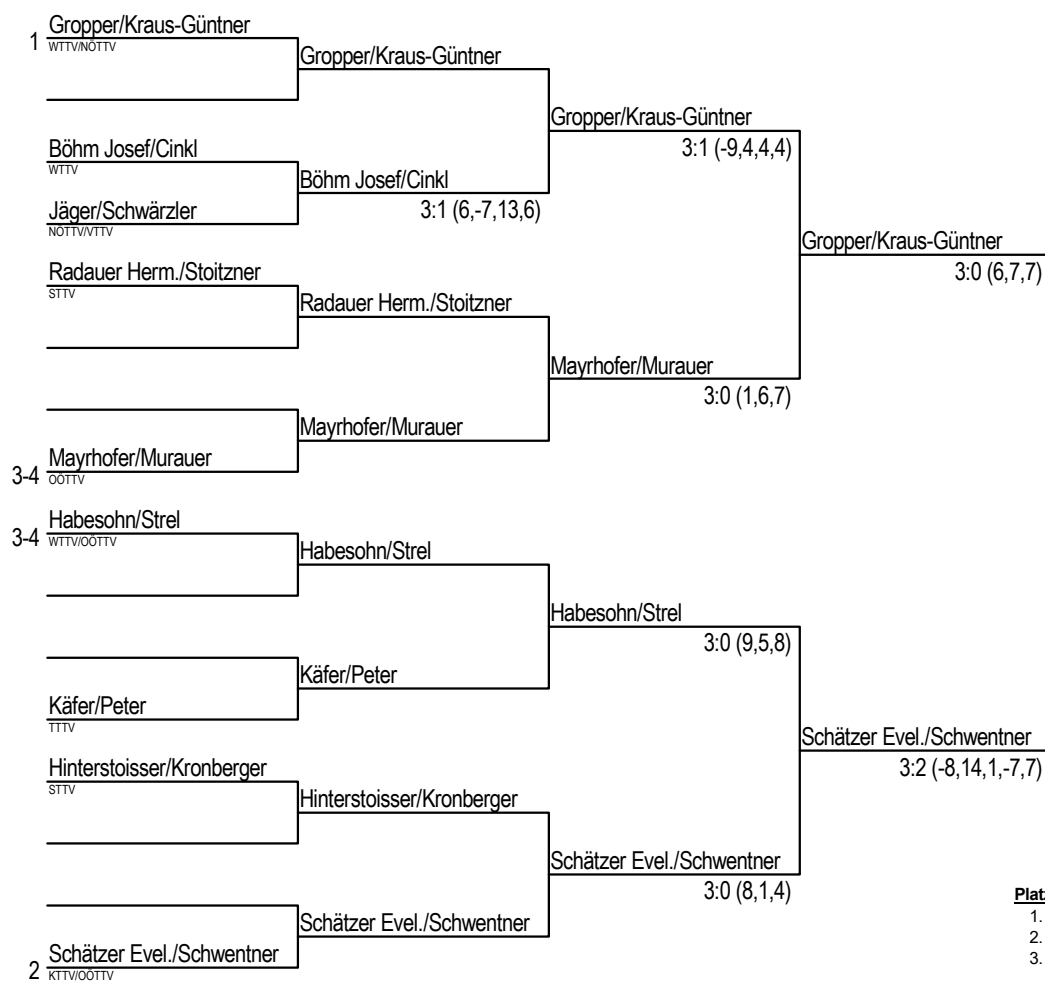 Gropper/Kraus-Güntner
1 WTTV/NÖTTV
Gropper/Kraus-Güntner
Gropper/Kraus-Güntner
3:1 (-9,4,4,4)
Böhm Josef/Cinkl
WTTV
Böhm Josef/Cinkl
3:1 (6,-7,13,6)
Jäger/Schwärzler
NÖTTV/VTTV
Gropper/Kraus-Güntner
3:0 (6,7,7)
Radauer Herm./Stoitzner
STTV
Radauer Herm./Stoitzner
Mayrhofer/Murauer
3:0 (1,6,7)
Mayrhofer/Murauer
Mayrhofer/Murauer
3-4 OÖTTV
Habesohn/Strel
3-4 WTTV/OÖTTV
Habesohn/Strel
Habesohn/Strel
3:0 (9,5,8)
Käfer/Peter
Käfer/Peter
TTTV
Schätzer Evel./Schwentner
3:2 (-8,14,1,-7,7)
Hinterstoisser/Kronberger
STTV
Hinterstoisser/Kronberger
Schätzer Evel./Schwentner
3:0 (8,1,4)
Schätzer Evel./Schwentner
Schätzer Evel./Schwentner
2 KTTV/OÖTTV
Plat
1.
2.
3.